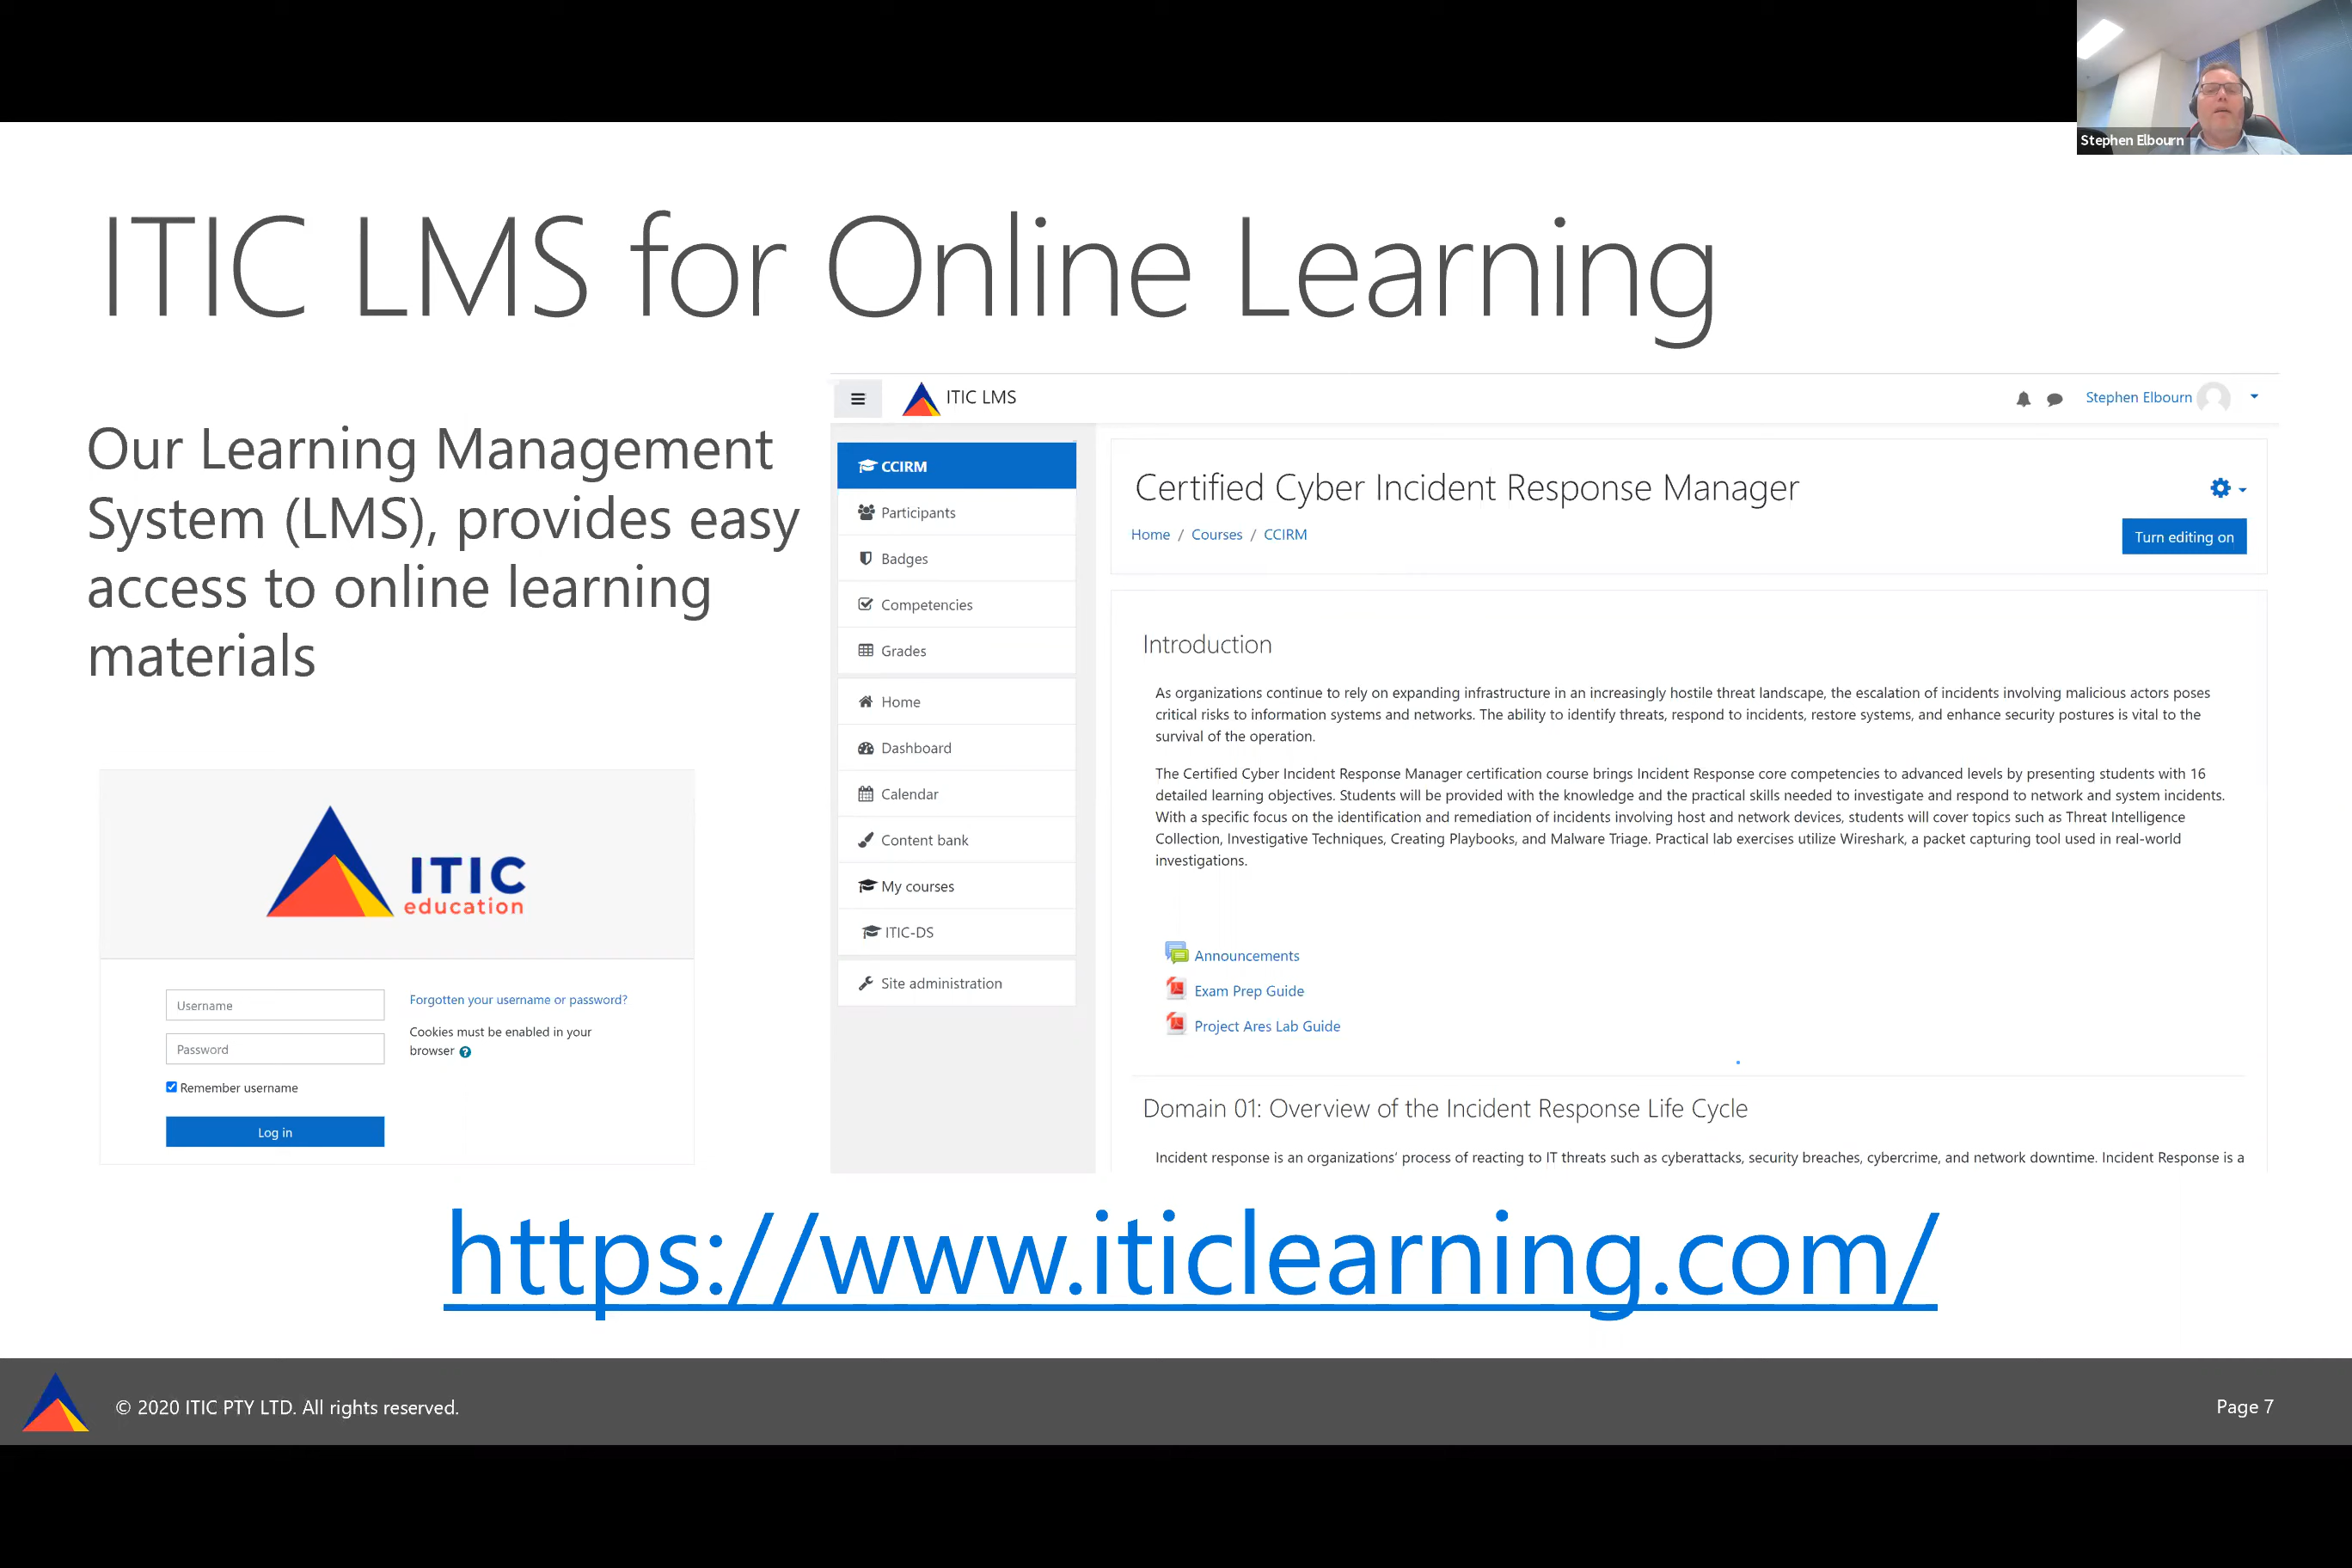 Stephen Elbourn
ITIC LMS for Online Learning
Our Learning Management
System (LMS), provides easy
access to online learning
materials
ITIC
education
Username
Password
Remember username
Log in
Forgotten your username or password?
Cookies must be enabled in your
browser
ITIC LMS
Stephen Elbourn
CCIRM
Participants
Badges
Competencies
Grades
Home
Dashboard
Calendar
Content bank
My courses
ITIC-DS
Site administration
Certified Cyber Incident Response Manager
Home / Courses / CCIRM
Turn editing on
Introduction
As organizations continue to rely on expanding infrastructure in an increasingly hostile threat landscape, the escalation of incidents involving malicious actors poses
critical risks to information systems and networks. The ability to identify threats, respond to incidents, restore systems, and enhance security postures is vital to the
survival of the operation.
The Certified Cyber Incident Response Manager certification course brings Incident Response core competencies to advanced levels by presenting students with 16
detailed learning objectives. Students will be provided with the knowledge and the practical skills needed to investigate and respond to network and system incidents.
With a specific focus on the identification and remediation of incidents involving host and network devices, students will cover topics such as Threat Intelligence
Collection, Investigative Techniques, Creating Playbooks, and Malware Triage. Practical lab exercises utilize Wireshark, a packet capturing tool used in real-world
investigations.
Announcements
Exam Prep Guide
Project Ares Lab Guide
Domain 01: Overview of the Incident Response Life Cycle
Incident response is an organizations' process of reacting to IT threats such as cyberattacks, security breaches, cybercrime, and network downtime. Incident Response is a
https://www.iticlearning.com/
© 2020 ITIC PTY LTD. All rights reserved.
Page 7